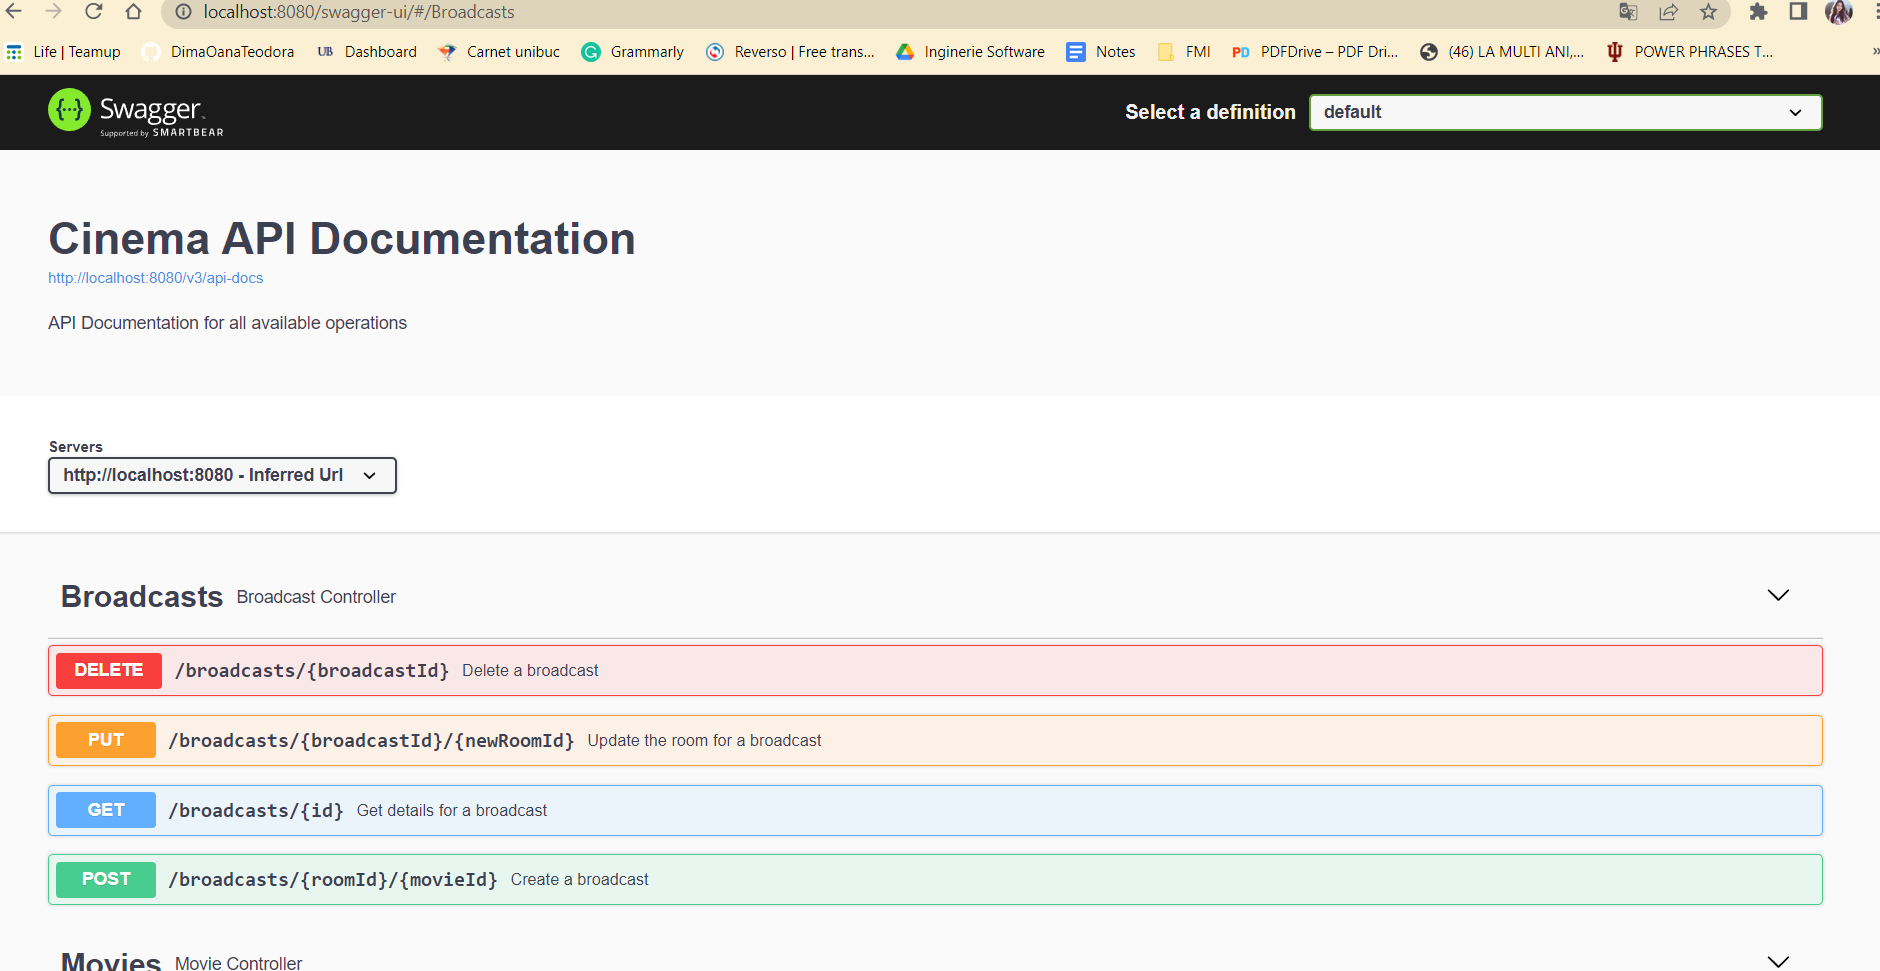 localhost:8080/swagger-ui/#/Broadcasts
Life | Teamup DimaOanaTeodora UB Dashboard Carnet unibuc G Grammarly Reverso | Free trans... Inginerie Software Notes FMI PD PDFDrive – PDF Dri... (46) LA MULTI ANI,... POWER PHRASES T... »
{···} Swagger.
Supported by SMARTBEAR
Select a definition default
Cinema API Documentation
http://localhost:8080/v3/api-docs
API Documentation for all available operations
Servers
http://localhost:8080 - Inferred Url
Broadcasts Broadcast Controller
DELETE /broadcasts/{broadcastId} Delete a broadcast
PUT /broadcasts/{broadcastId}/{newRoomId} Update the room for a broadcast
GET /broadcasts/{id} Get details for a broadcast
POST /broadcasts/{roomId}/{movieId} Create a broadcast
Movies Movie Controller